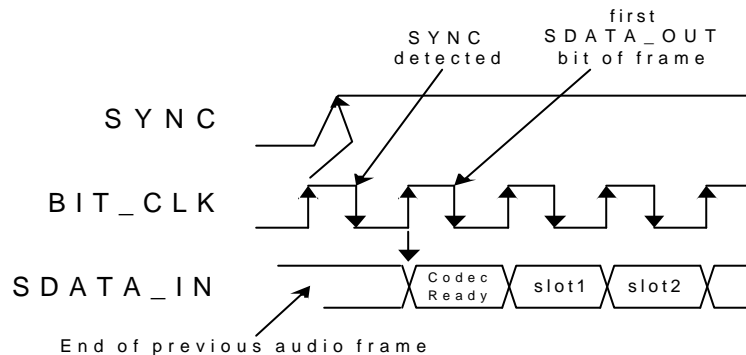 first
SYNC
SDATA_OUT
detected
bit of frame
SYNC
BIT_CLK
SDATA_IN
Codec
Ready
slot1
slot2
End of previous audio frame